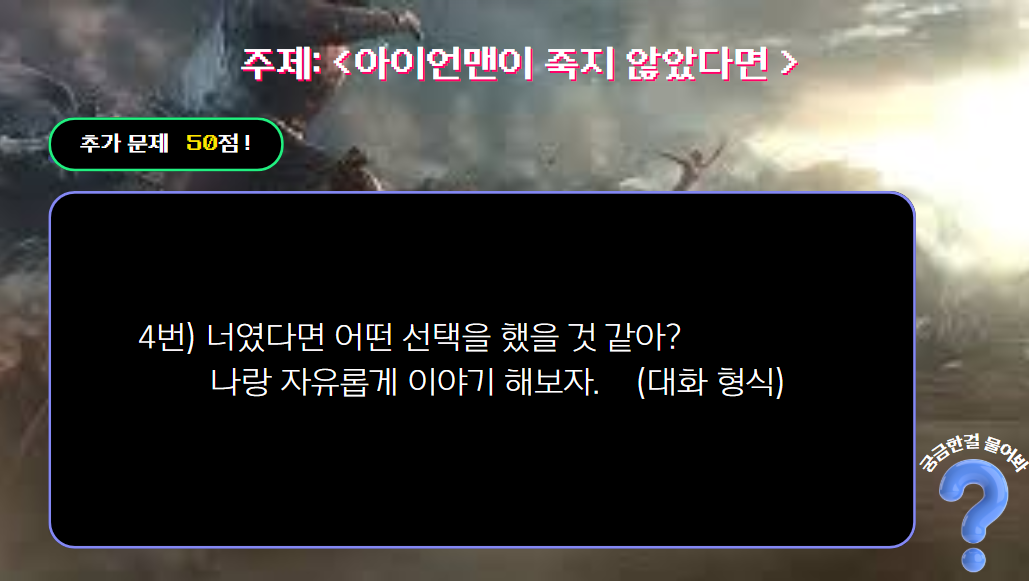 주제: <아이언맨이 죽지 않았다면 >
추가 문제 50점!
4번) 너였다면 어떤 선택을 했을 것 같아?
나랑 자유롭게 이야기 해보자. (대화 형식)
궁금한걸 물어봐